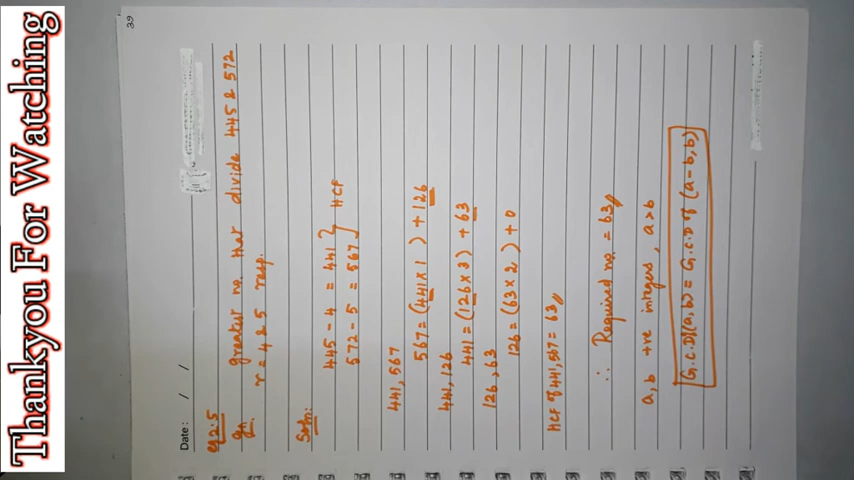 Thankyou For Watching
39
Date: / /
eg 2.5
gn. greatest no. that divide 445 & 572
r = 4 & 5 resp.
Soln:
445 - 4 = 441 } HCF
572 - 5 = 567
441, 567
567 = (441 x 1) + 126
441, 126
441 = (126 x 3) + 63
126, 63
126 = (63 x 2) + 0
HCF of 441, 567 = 63//
∴ Required no. = 63//
a, b +ve integers, a > b
G.C.D (a, b) = G.C.D of (a-b, b)